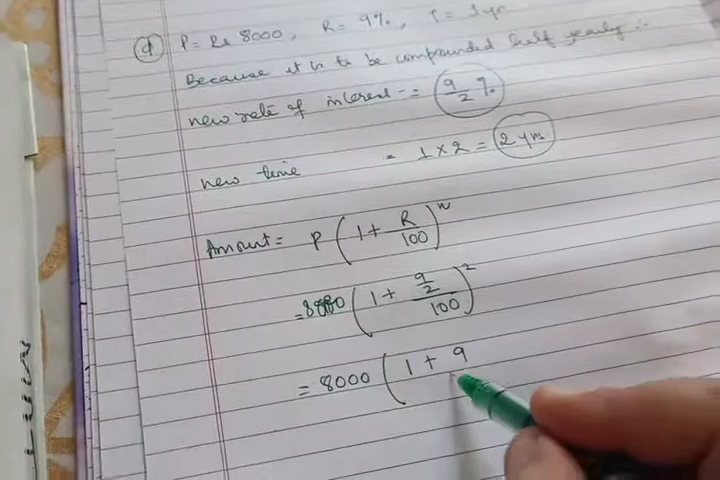 (d) P = Rs 8000, R = 9%, T = 1 yr
Because it is to be compounded half yearly ∴
new rate of interest = 9/2 %
new time = 1 × 2 = 2 yrs.
Amount = P (1 + R/100)^n
= 8000 (1 + 9/2/100)^2
= 8000 (1 + 9